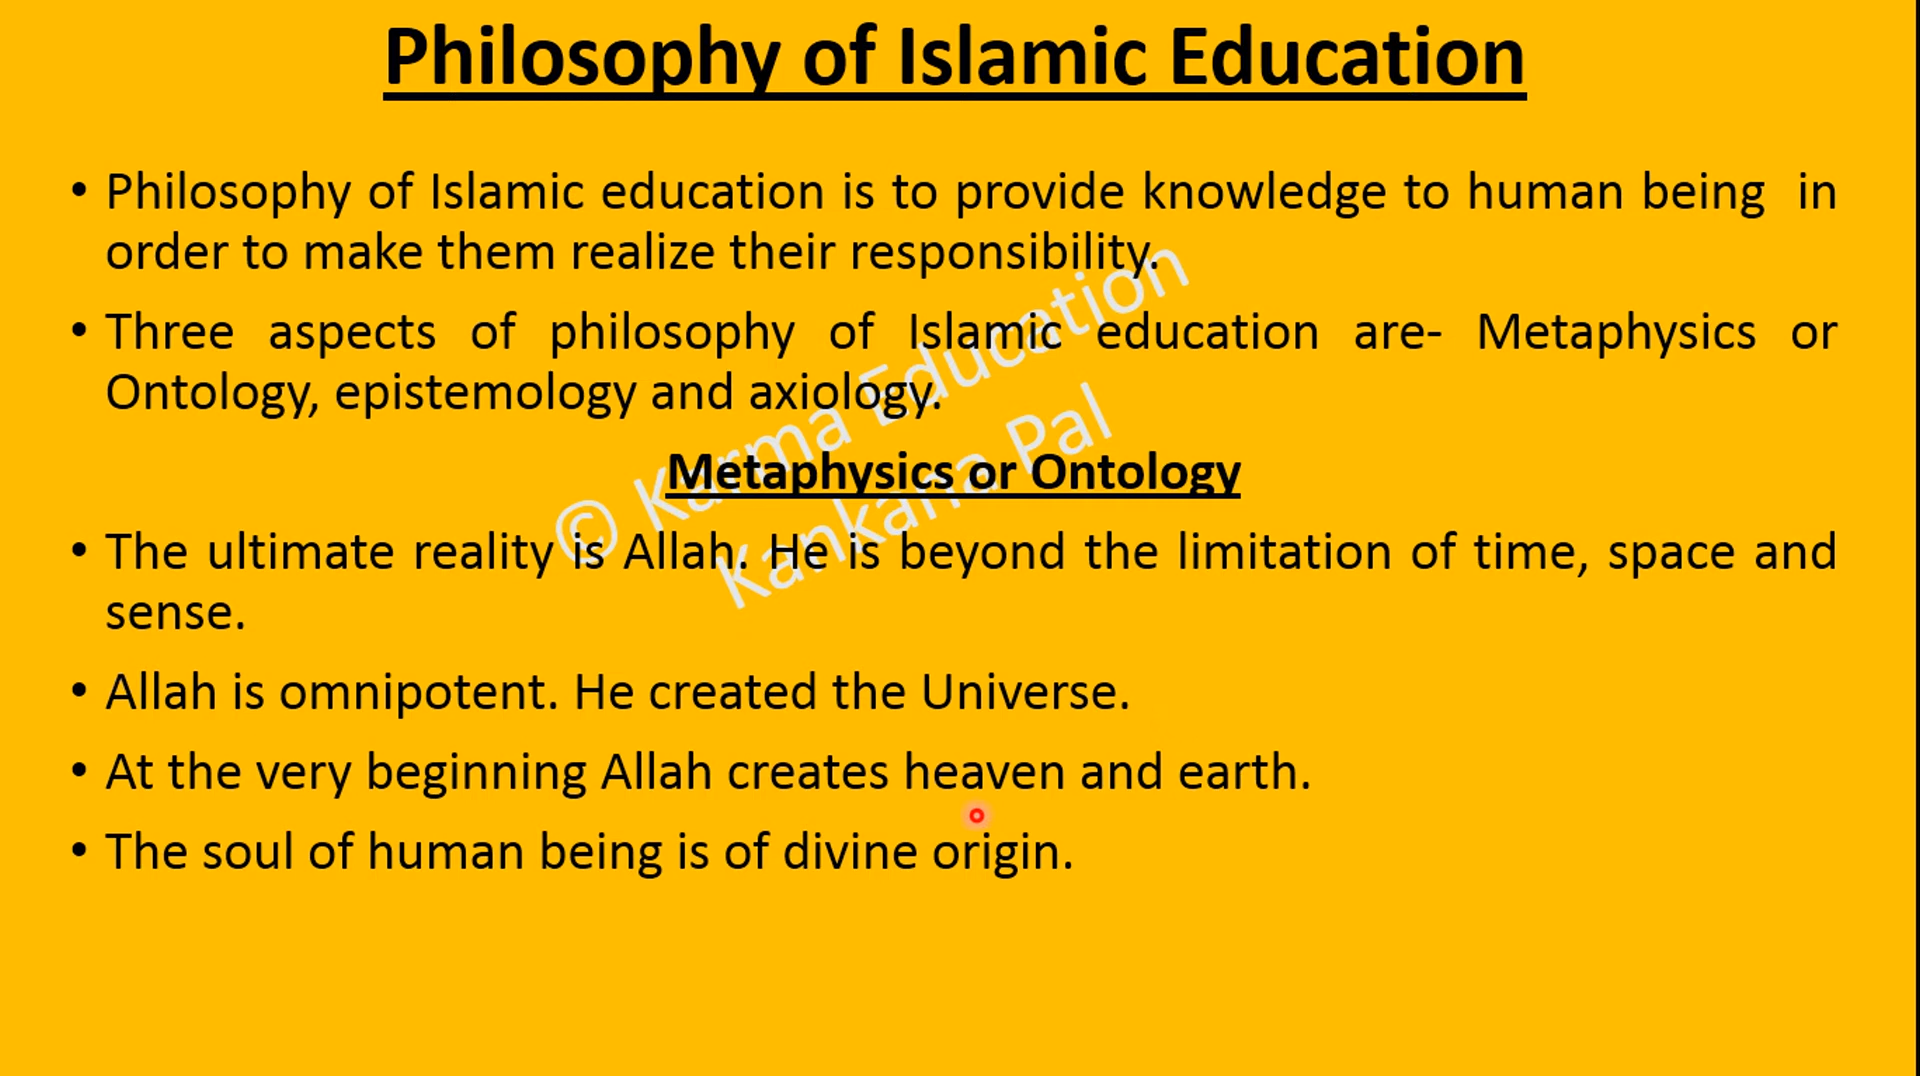 Philosophy of Islamic Education
• Philosophy of Islamic education is to provide knowledge to human being in
order to make them realize their responsibility.
• Three aspects of philosophy of Islamic education are- Metaphysics or
Ontology, epistemology and axiology.
Metaphysics or Ontology
• The ultimate reality is Allah. He is beyond the limitation of time, space and
sense.
• Allah is omnipotent. He created the Universe.
• At the very beginning Allah creates heaven and earth.
• The soul of human being is of divine origin.
© Karma Education
Kankana Pal